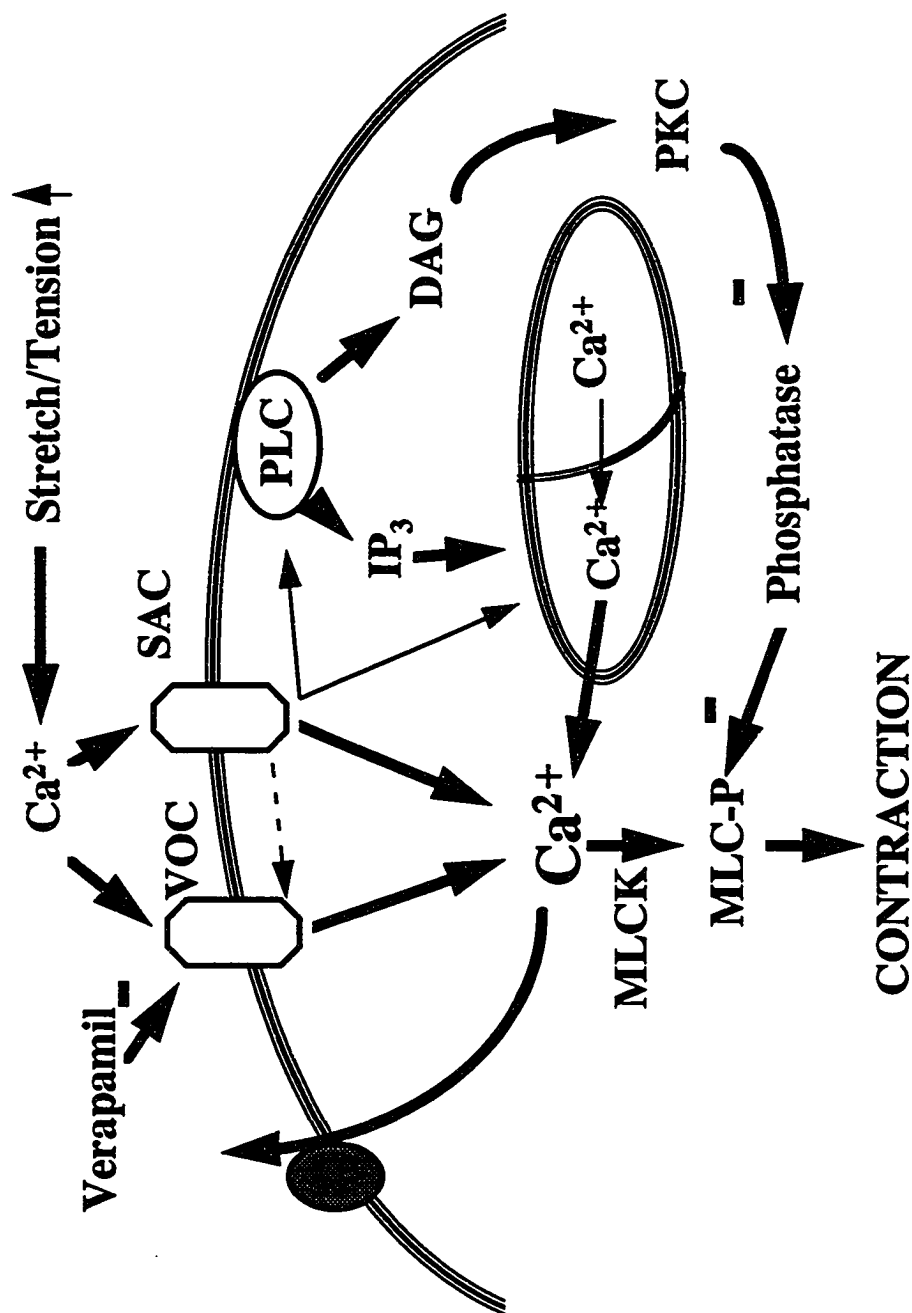 Stretch/Tension
Ca²⁺
Verapamil
-
VOC
SAC
PLC
DAG
IP₃
PKC
Ca²⁺
Ca²⁺
Ca²⁺
MLCK
MLC-P
-
Phosphatase
-
CONTRACTION